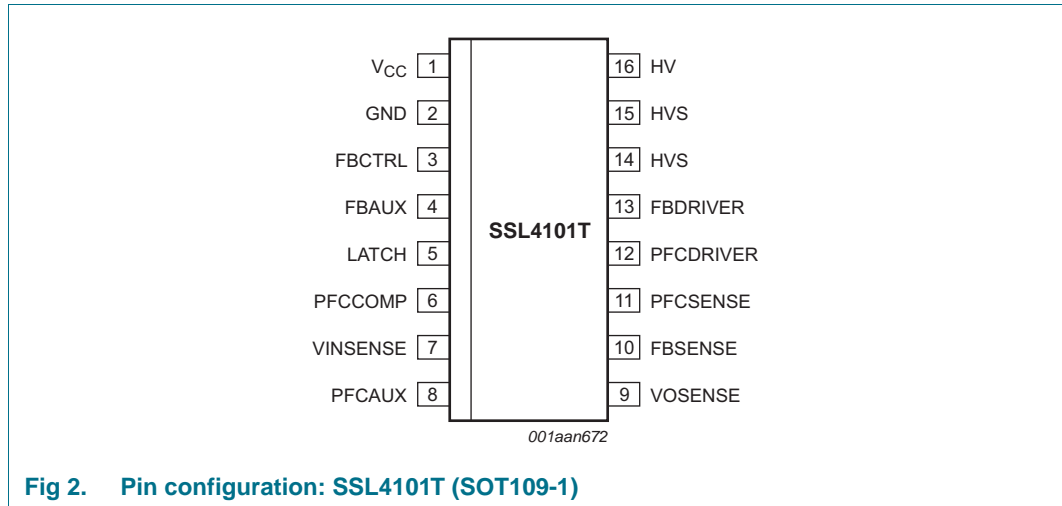 VCC 1 16 HV
GND 2 15 HVS
FBCTRL 3 14 HVS
FBAUX 4 13 FBDRIVER
SSL4101T
LATCH 5 12 PFCDRIVER
PFCCOMP 6 11 PFCSENSE
VINSENSE 7 10 FBSENSE
PFCAUX 8 9 VOSENSE
001aan672
Fig 2. Pin configuration: SSL4101T (SOT109-1)